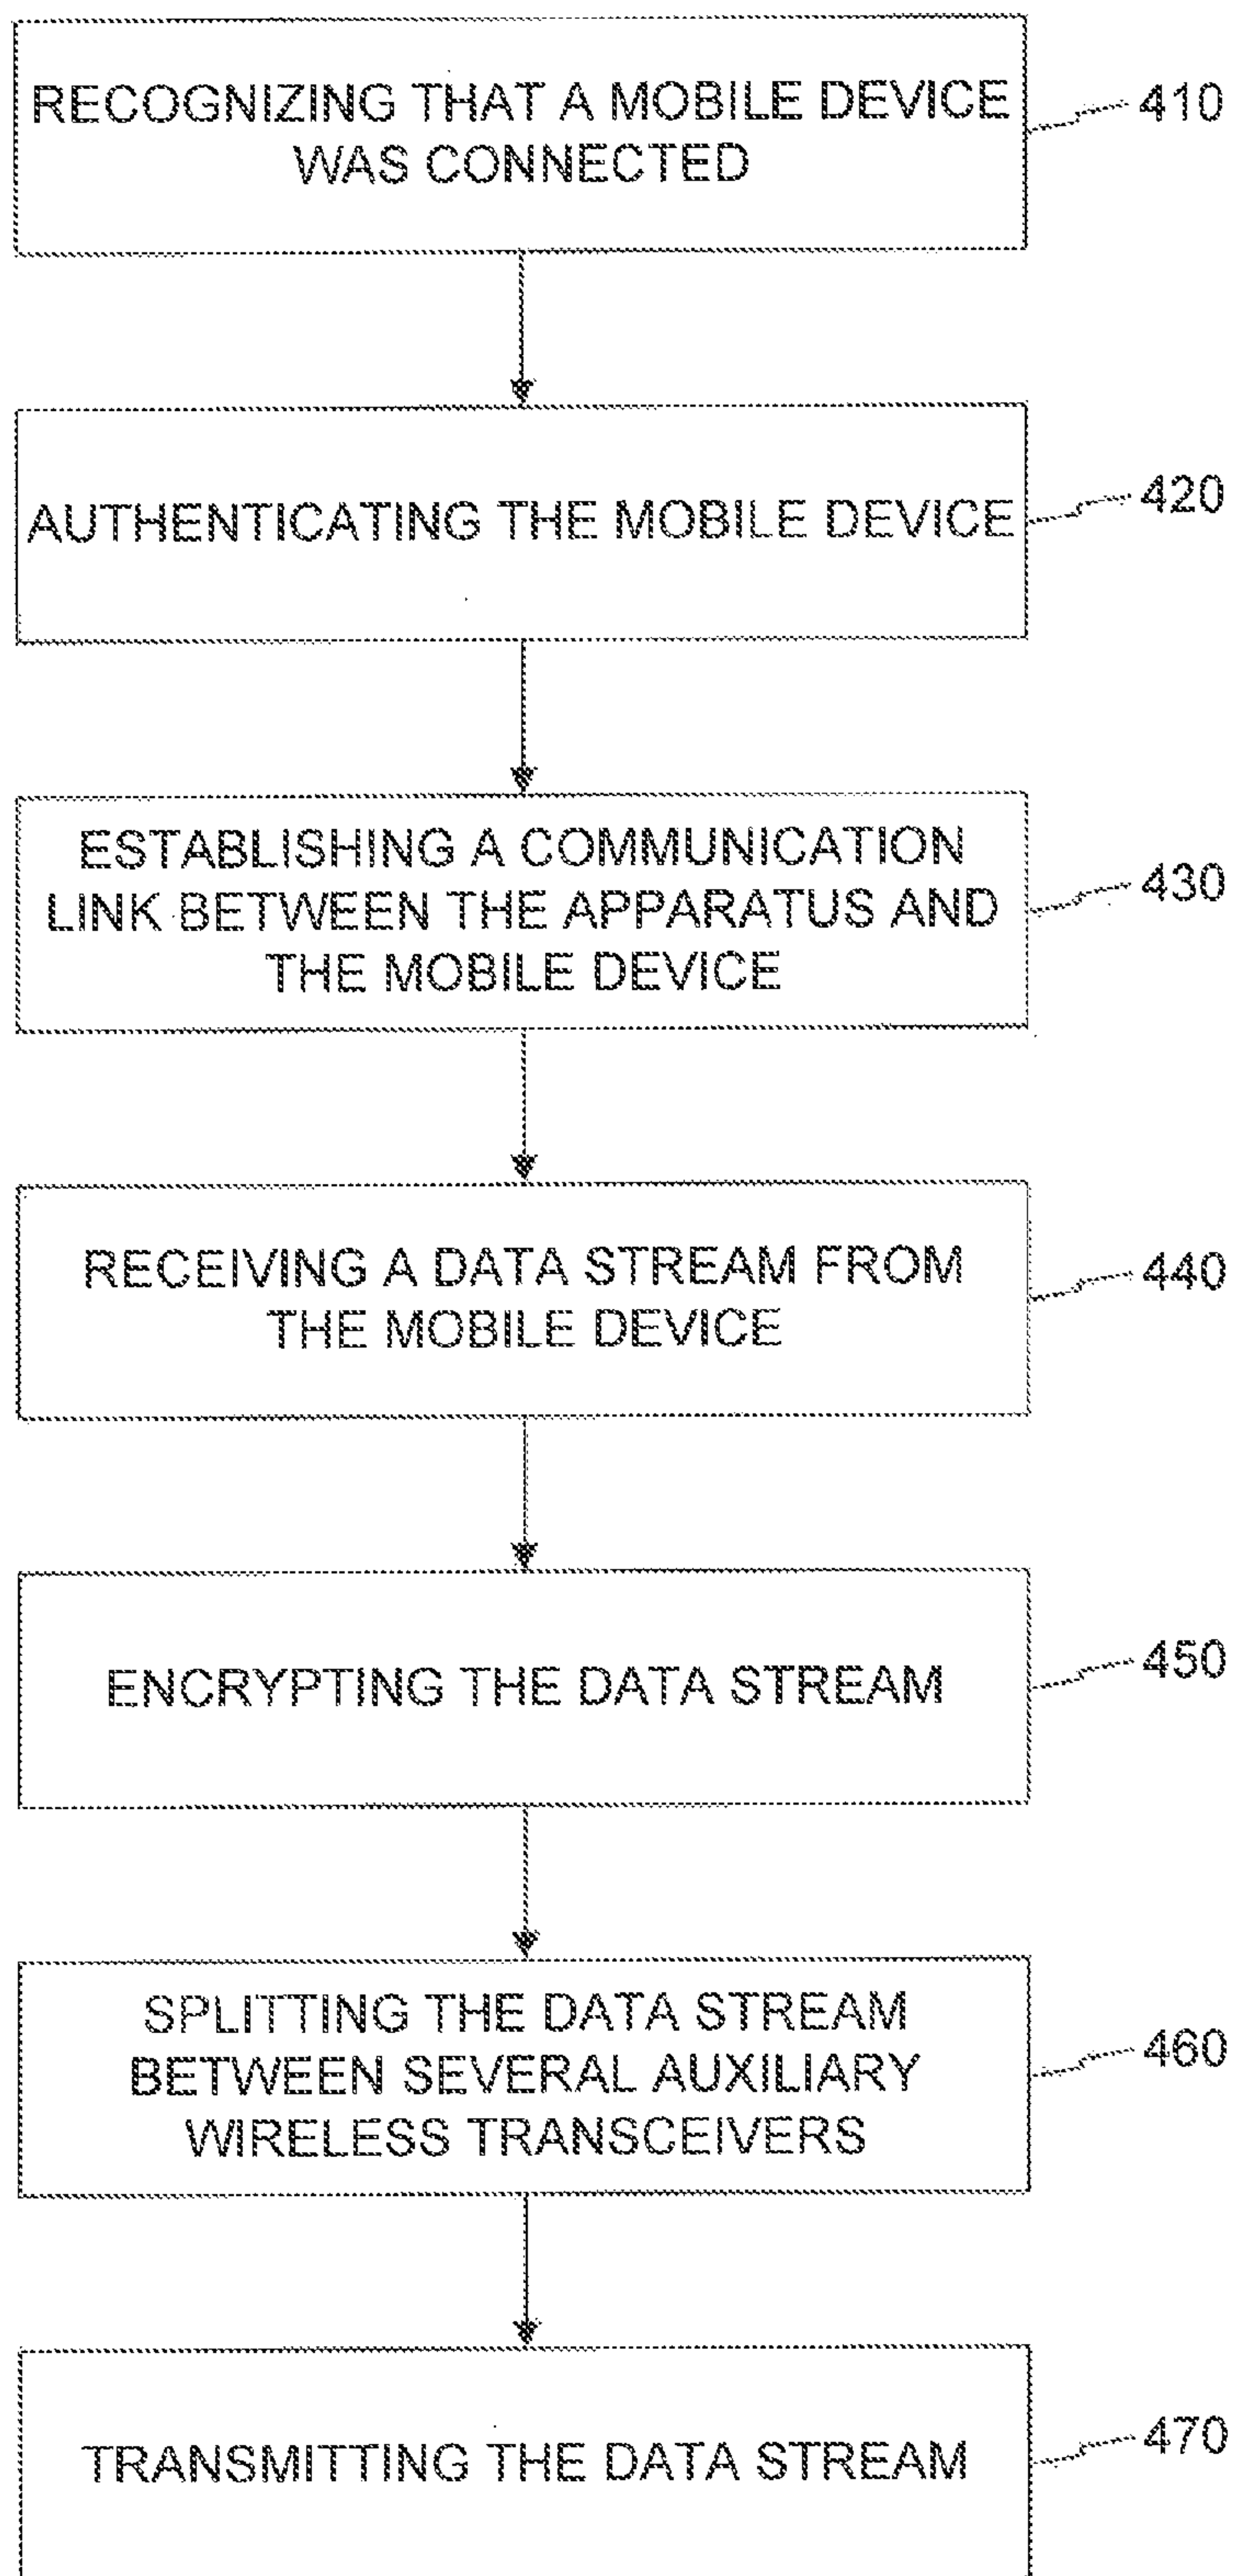 RECOGNIZING THAT A MOBILE DEVICE
WAS CONNECTED
410
AUTHENTICATING THE MOBILE DEVICE
420
ESTABLISHING A COMMUNICATION
LINK BETWEEN THE APPARATUS AND
THE MOBILE DEVICE
430
RECEIVING A DATA STREAM FROM
THE MOBILE DEVICE
440
ENCRYPTING THE DATA STREAM
450
SPLITTING THE DATA STREAM
BETWEEN SEVERAL AUXILIARY
WIRELESS TRANSCEIVERS
460
TRANSMITTING THE DATA STREAM
470